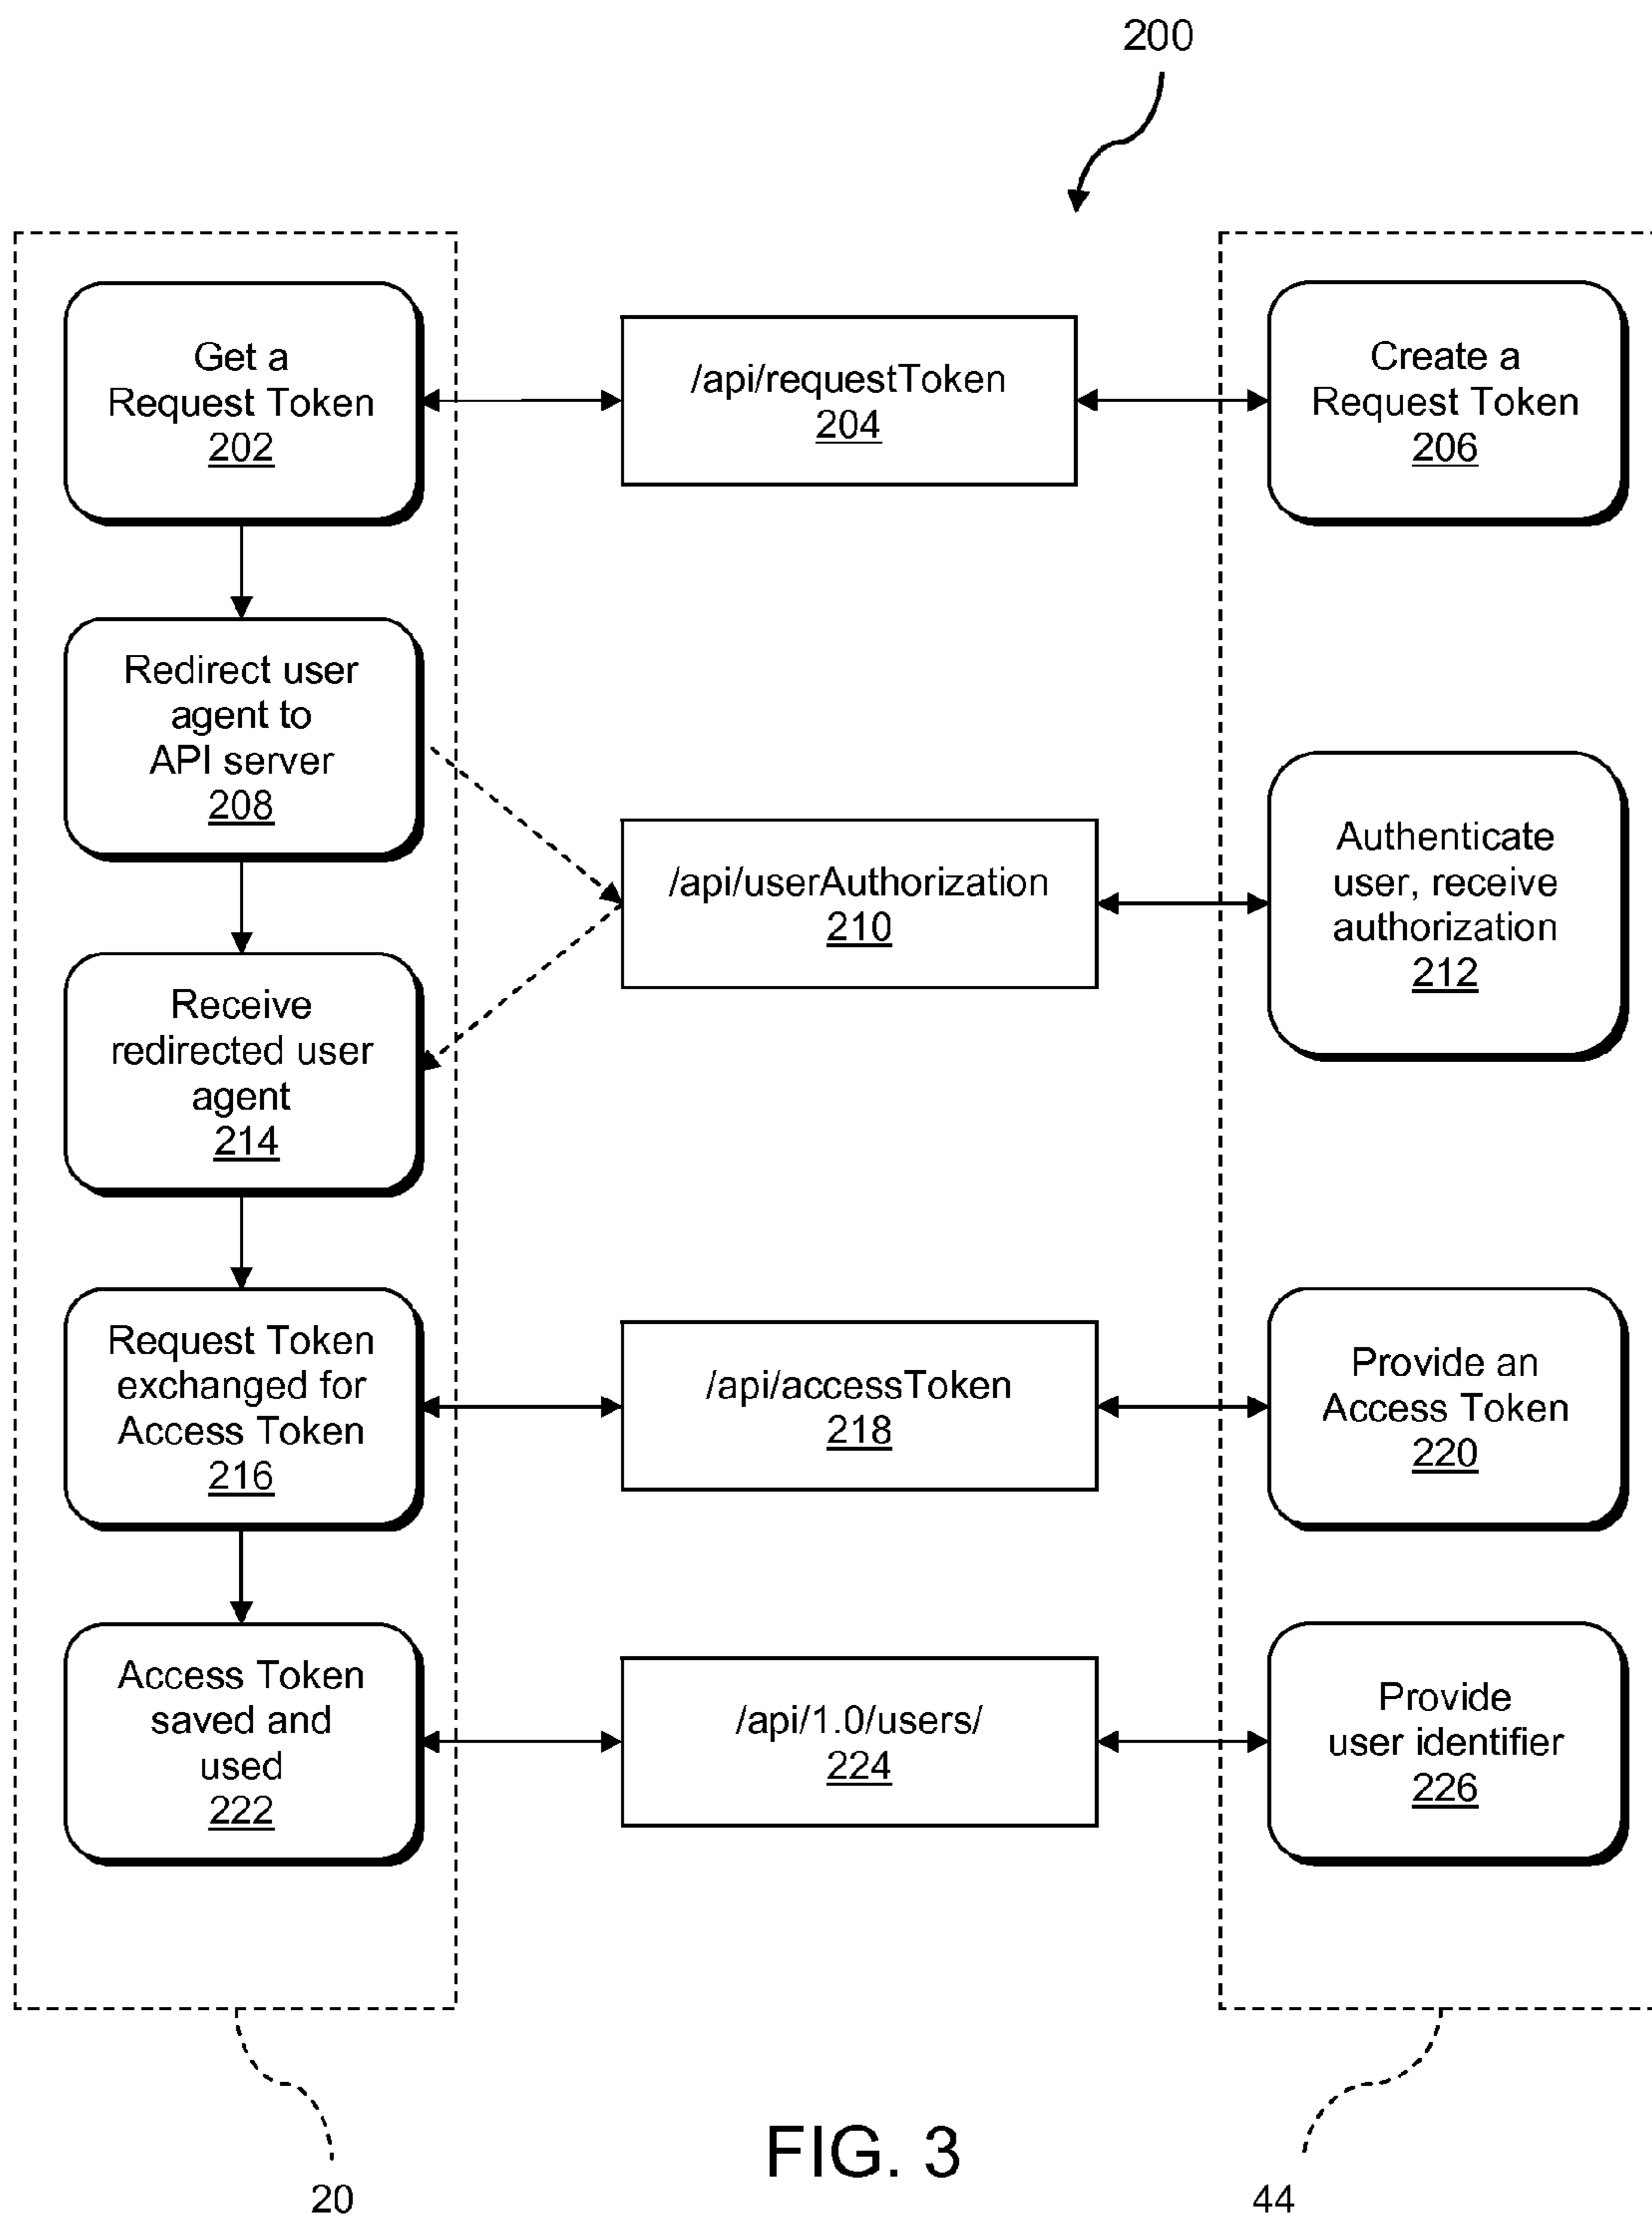 200
Get a
Request Token
202
/api/requestToken
204
Create a
Request Token
206
Redirect user
agent to
API server
208
/api/userAuthorization
210
Authenticate
user, receive
authorization
212
Receive
redirected user
agent
214
Request Token
exchanged for
Access Token
216
/api/accessToken
218
Provide an
Access Token
220
Access Token
saved and
used
222
/api/1.0/users/
224
Provide
user identifier
226
20
FIG. 3
44